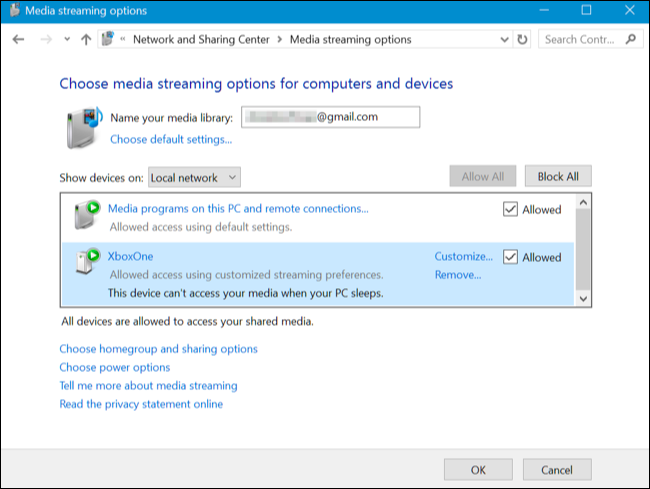 Media streaming options
« Network and Sharing Center > Media streaming options
Search Contr...
Choose media streaming options for computers and devices
Name your media library: @gmail.com
Choose default settings...
Show devices on: Local network
Allow All
Block All
Media programs on this PC and remote connections...
Allowed
Allowed access using default settings.
XboxOne
Customize...
Allowed
Allowed access using customized streaming preferences.
Remove...
This device can't access your media when your PC sleeps.
All devices are allowed to access your shared media.
Choose homegroup and sharing options
Choose power options
Tell me more about media streaming
Read the privacy statement online
OK
Cancel